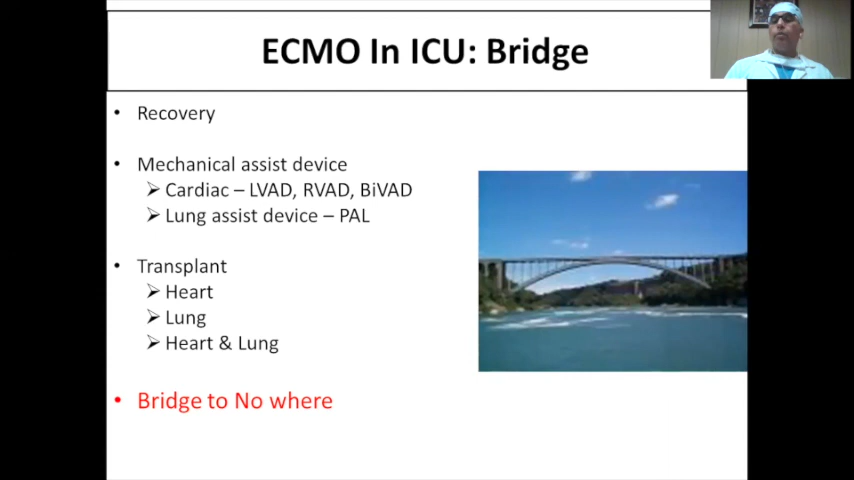 ECMO In ICU: Bridge
• Recovery
• Mechanical assist device
➢ Cardiac – LVAD, RVAD, BiVAD
➢ Lung assist device – PAL
• Transplant
➢ Heart
➢ Lung
➢ Heart & Lung
• Bridge to No where